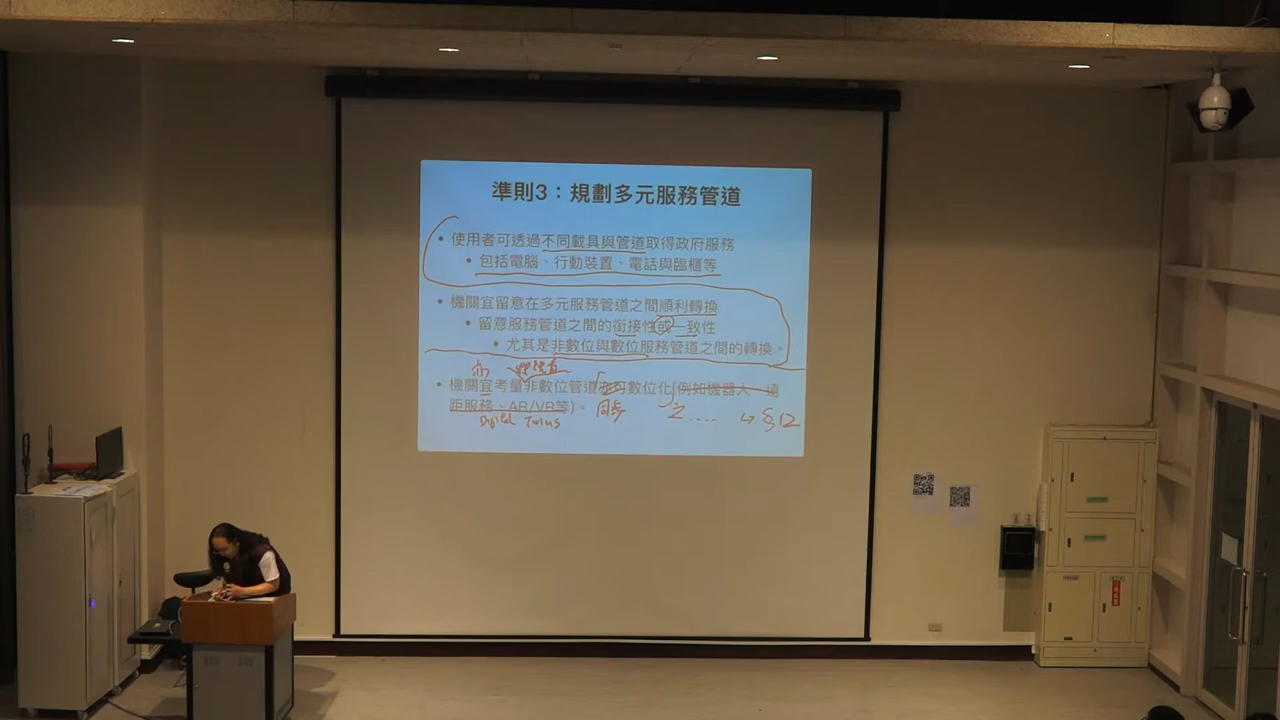 準則3：規劃多元服務管道
• 使用者可透過不同載具與管道取得政府服務
• 包括電腦、行動裝置、電話與臨櫃等
• 機關宜留意在多元服務管道之間順利轉換
• 留意服務管道之間的銜接性或一致性
• 尤其是非數位與數位服務管道之間的轉換。
亦
• 機關宜考量非數位管道亦可數位化(例如機器人、遠
距服務、AR/VR等)。 同步
Digital Twins